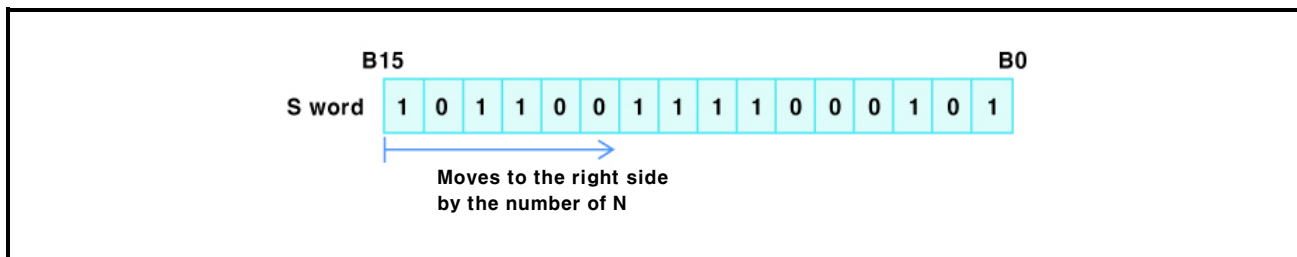 B15 B0
S word 1 0 1 1 0 0 1 1 1 1 0 0 0 1 0 1
Moves to the right side
by the number of N